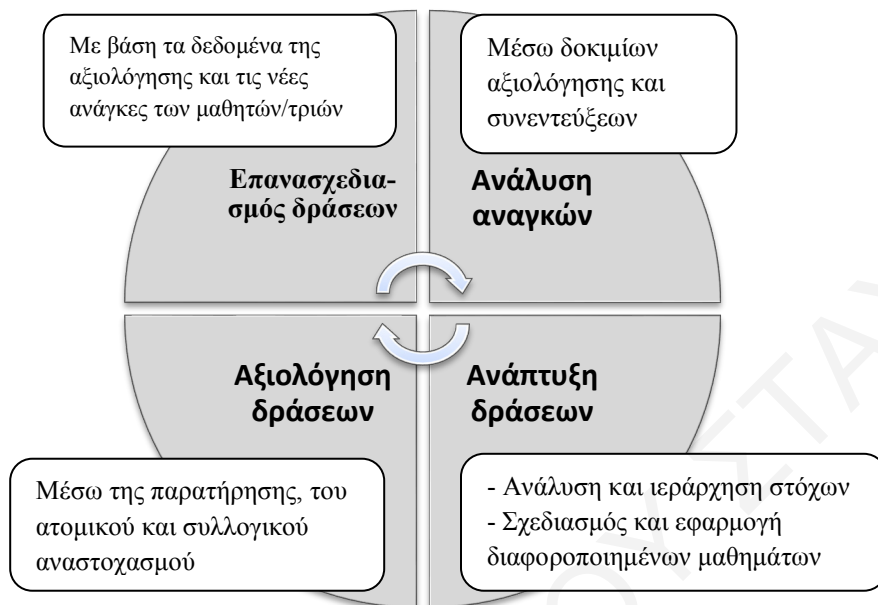 Με βάση τα δεδομένα της
αξιολόγησης και τις νέες
ανάγκες των μαθητών/τριών
Μέσω δοκιμίων
αξιολόγησης και
συνεντεύξεων
Επανασχεδια-
σμός δράσεων
Ανάλυση
αναγκών
Αξιολόγηση
δράσεων
Ανάπτυξη
δράσεων
Μέσω της παρατήρησης, του
ατομικού και συλλογικού
αναστοχασμού
- Ανάλυση και ιεράρχηση στόχων
- Σχεδιασμός και εφαρμογή
διαφοροποιημένων μαθημάτων